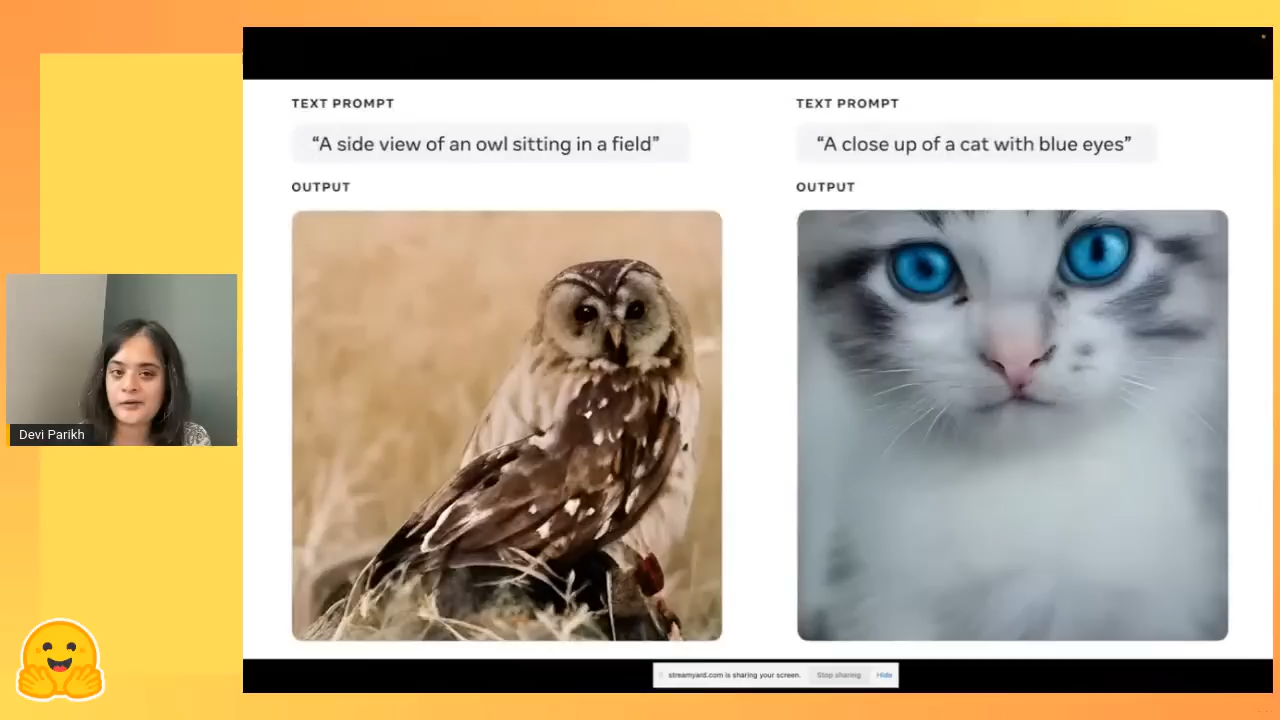 TEXT PROMPT
“A side view of an owl sitting in a field”
OUTPUT
TEXT PROMPT
“A close up of a cat with blue eyes”
OUTPUT
Devi Parikh
streamyard.com is sharing your screen.
Stop sharing
Hide